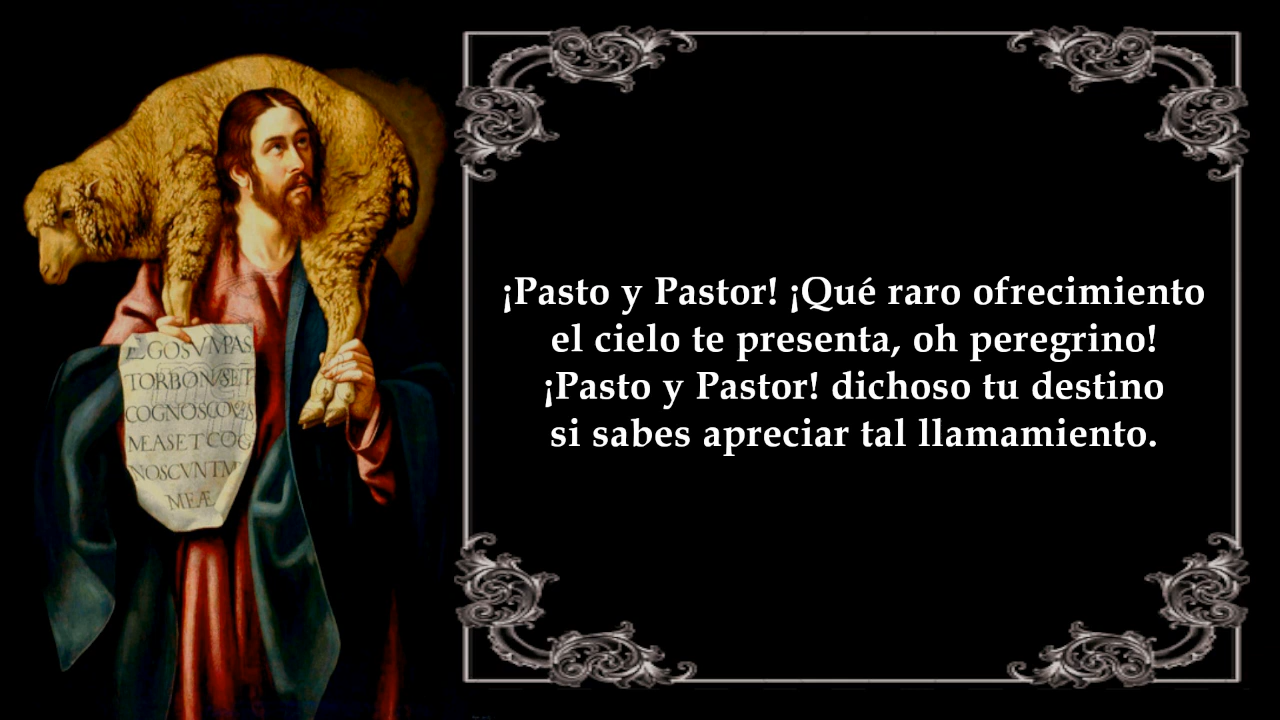 EGOSVMPAS
TORBONVSET
COGNOSCOVES
MEASETCOG
NOSCVNTM
MEÆ
¡Pasto y Pastor! ¡Qué raro ofrecimiento
el cielo te presenta, oh peregrino!
¡Pasto y Pastor! dichoso tu destino
si sabes apreciar tal llamamiento.